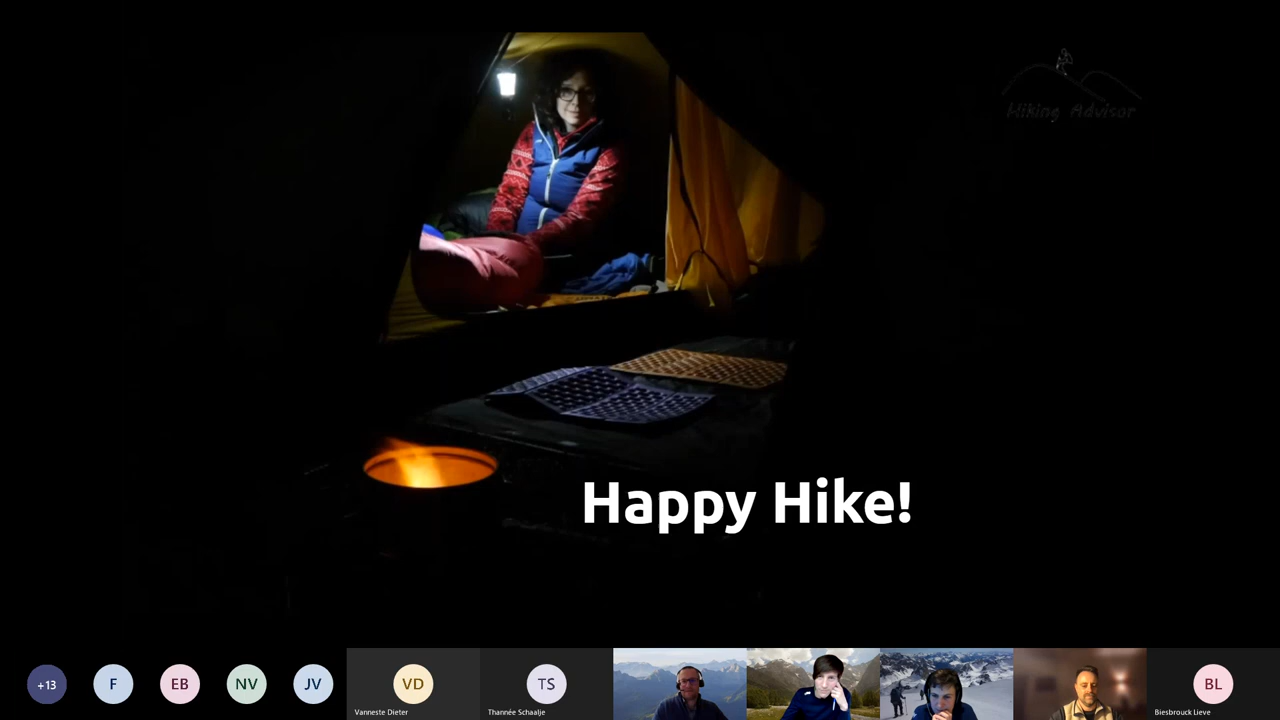 Hiking Advisor
Happy Hike!
+13
F
EB
NV
JV
VD
TS
BL
Vanneste Dieter
Thannée Schaalje
Biesbrouck Lieve